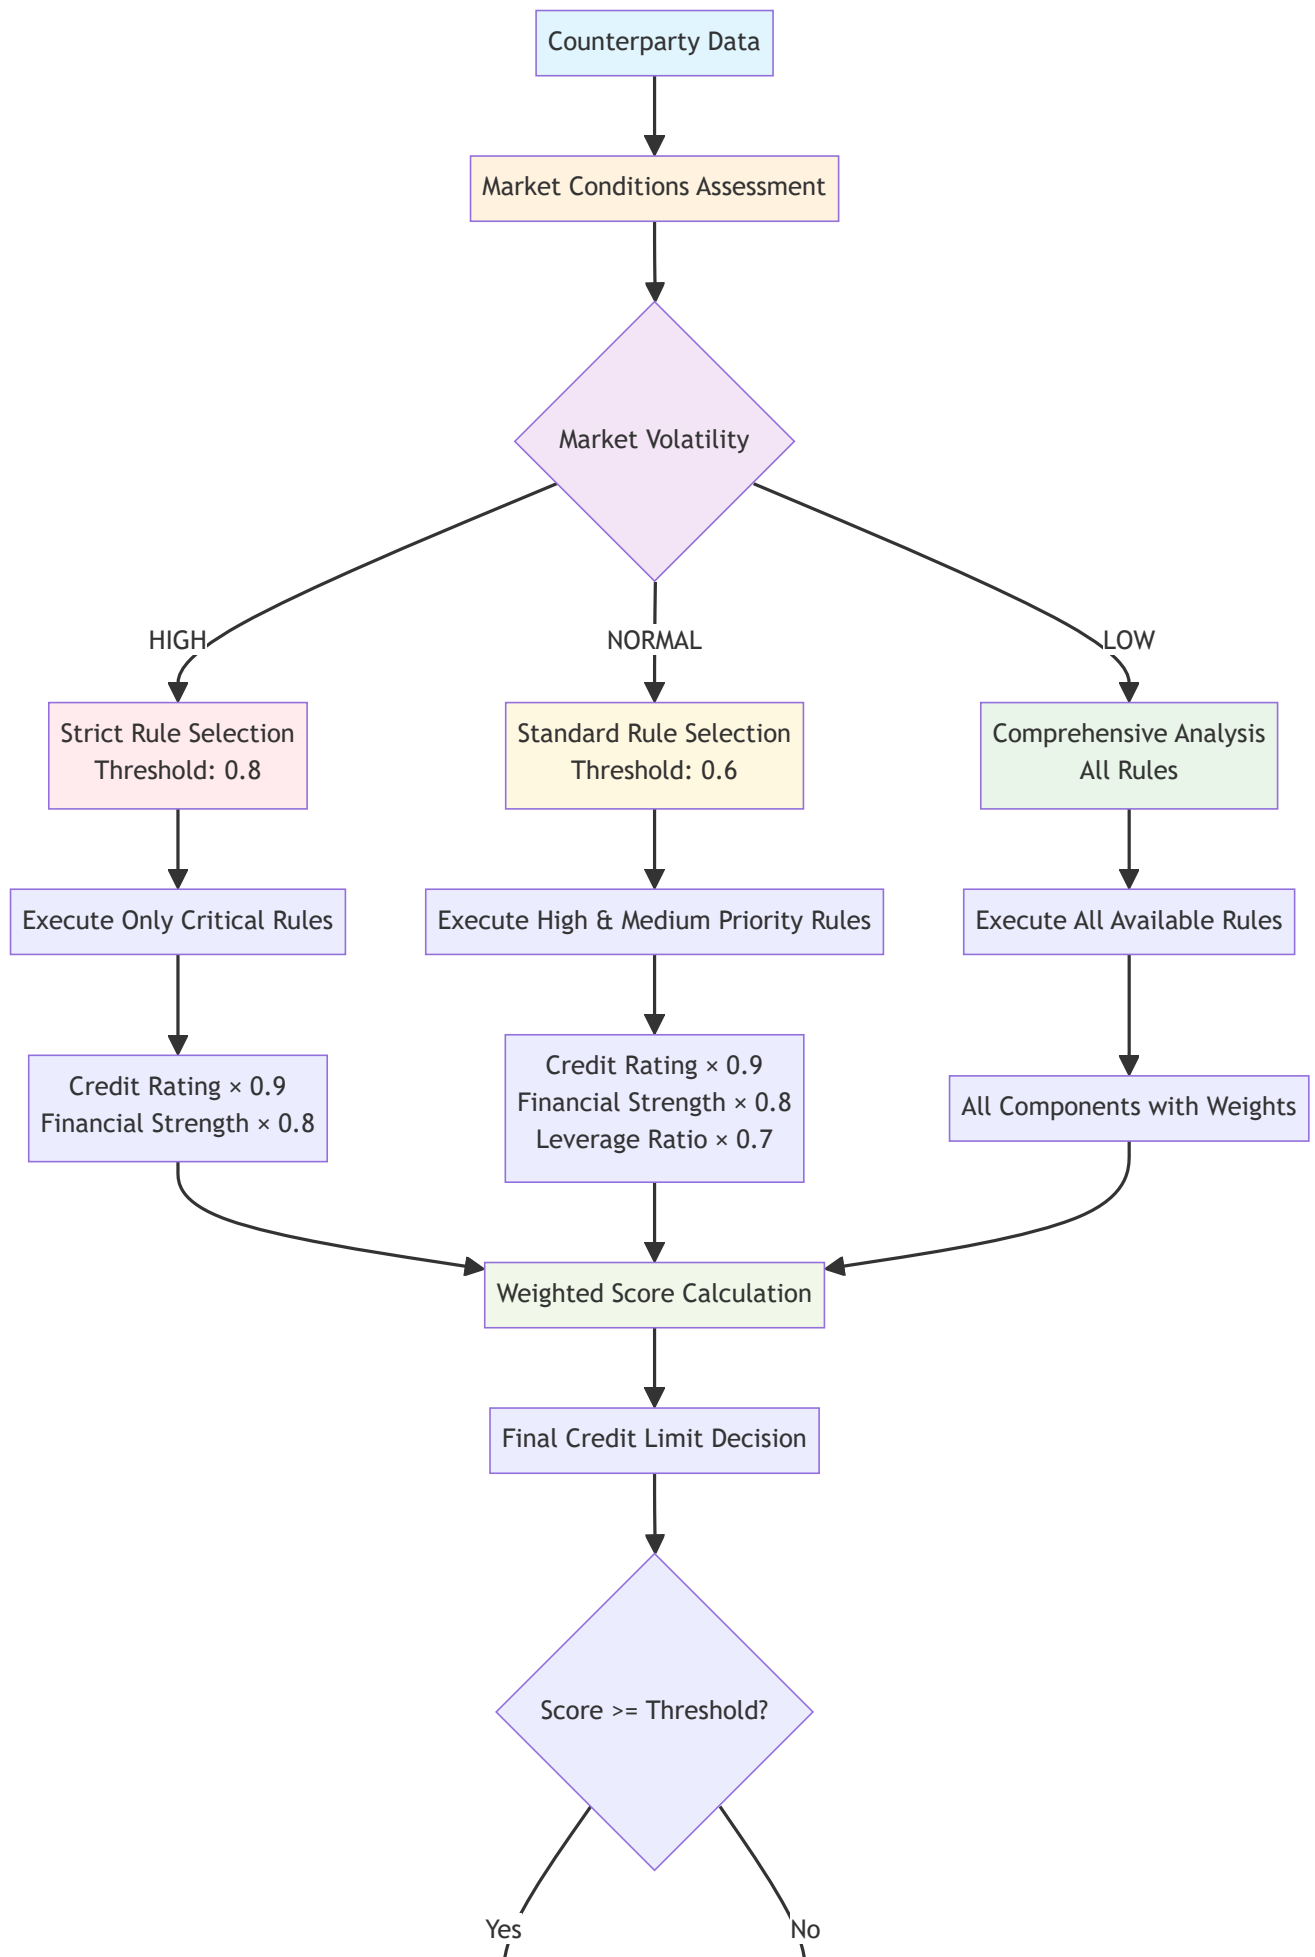 Counterparty Data
Market Conditions Assessment
Market Volatility
HIGH
NORMAL
LOW
Strict Rule Selection
Threshold: 0.8
Standard Rule Selection
Threshold: 0.6
Comprehensive Analysis
All Rules
Execute Only Critical Rules
Execute High & Medium Priority Rules
Execute All Available Rules
Credit Rating × 0.9
Financial Strength × 0.8
Credit Rating × 0.9
Financial Strength × 0.8
Leverage Ratio × 0.7
All Components with Weights
Weighted Score Calculation
Final Credit Limit Decision
Score >= Threshold?
Yes
No